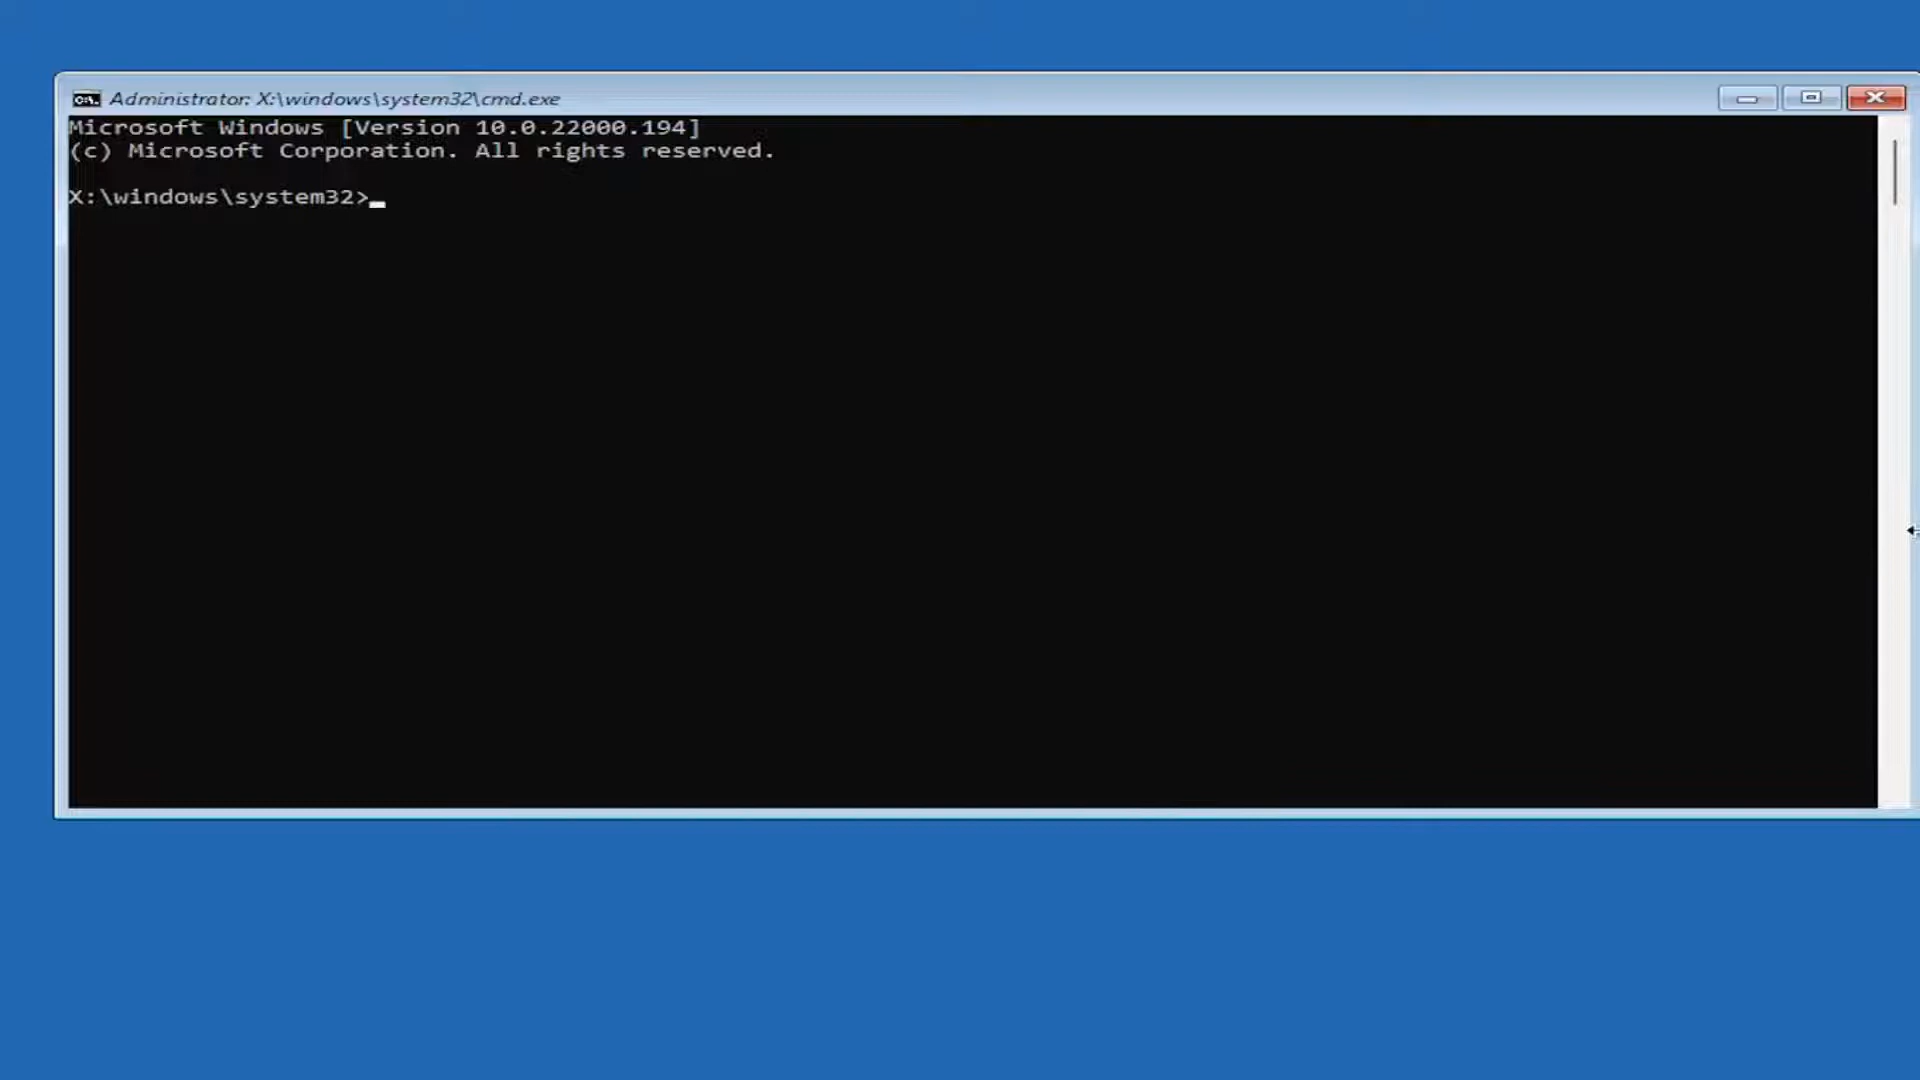 Administrator: X:\windows\system32\cmd.exe
Microsoft Windows [Version 10.0.22000.194]
(c) Microsoft Corporation. All rights reserved.
X:\windows\system32>